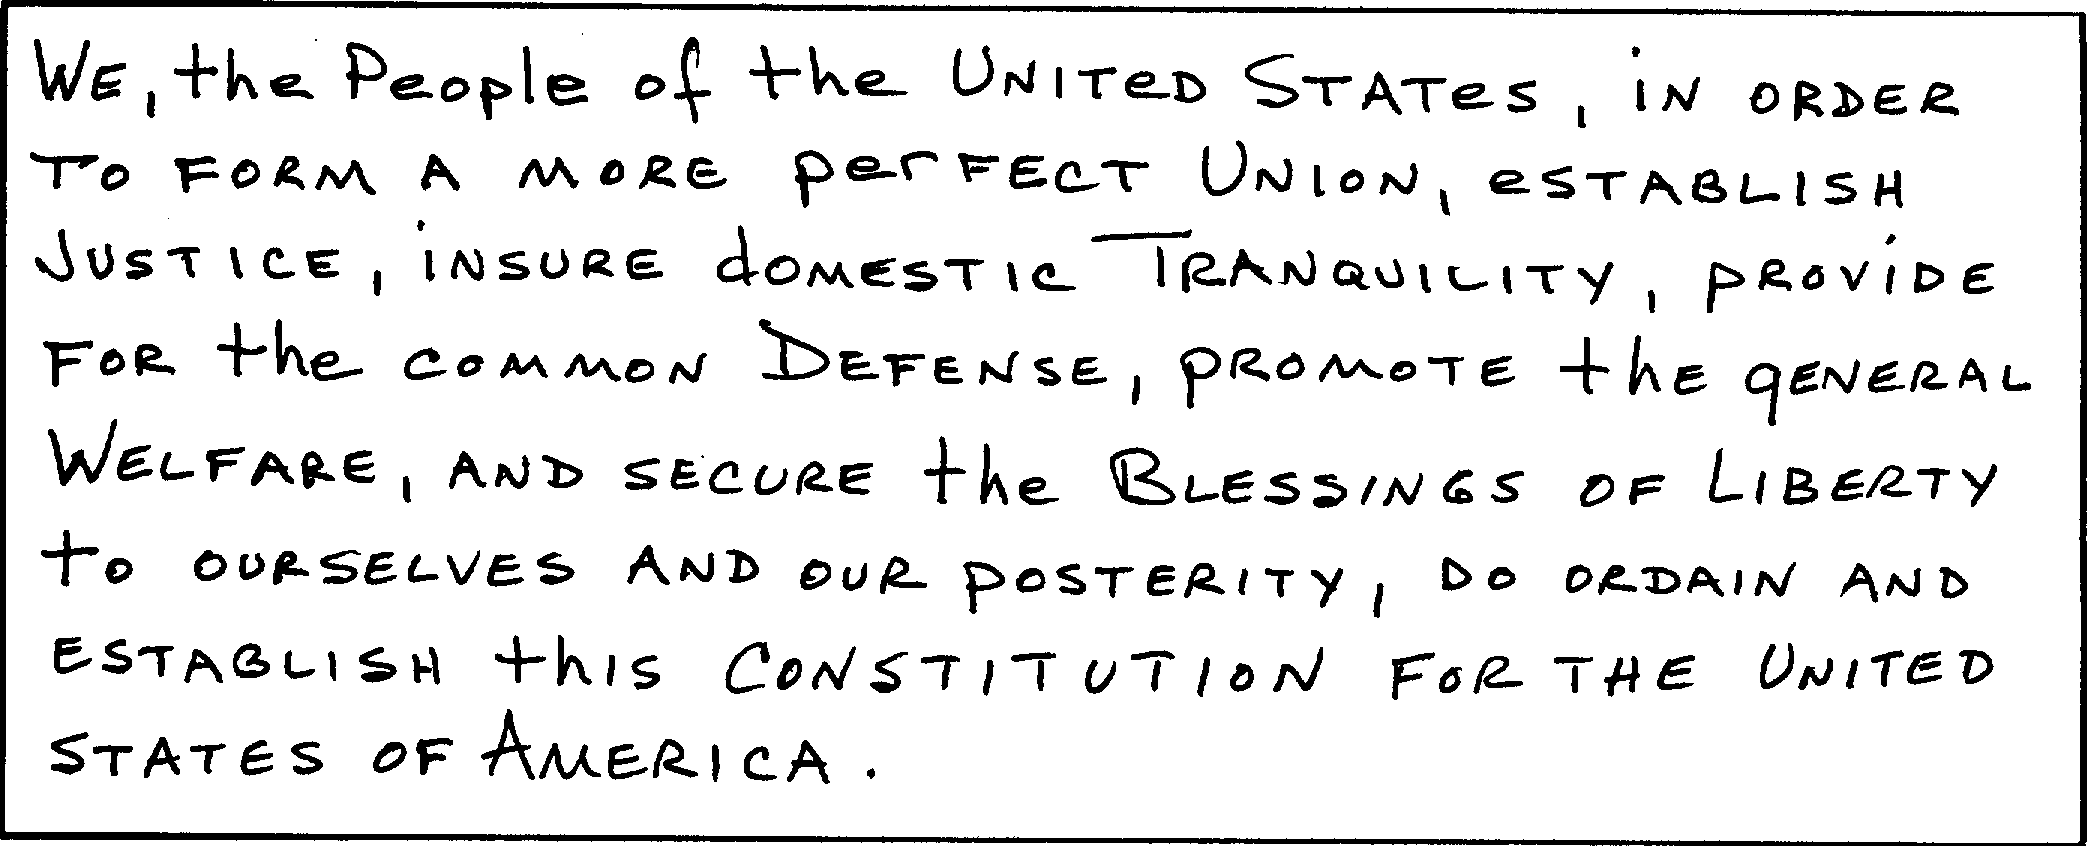 We, the People of the United States, in order
to form a more perfect Union, establish
Justice, insure domestic Tranquility, provide
for the common Defense, promote the general
Welfare, and secure the Blessings of Liberty
to ourselves and our posterity, do ordain and
establish this Constitution for the United
States of America.